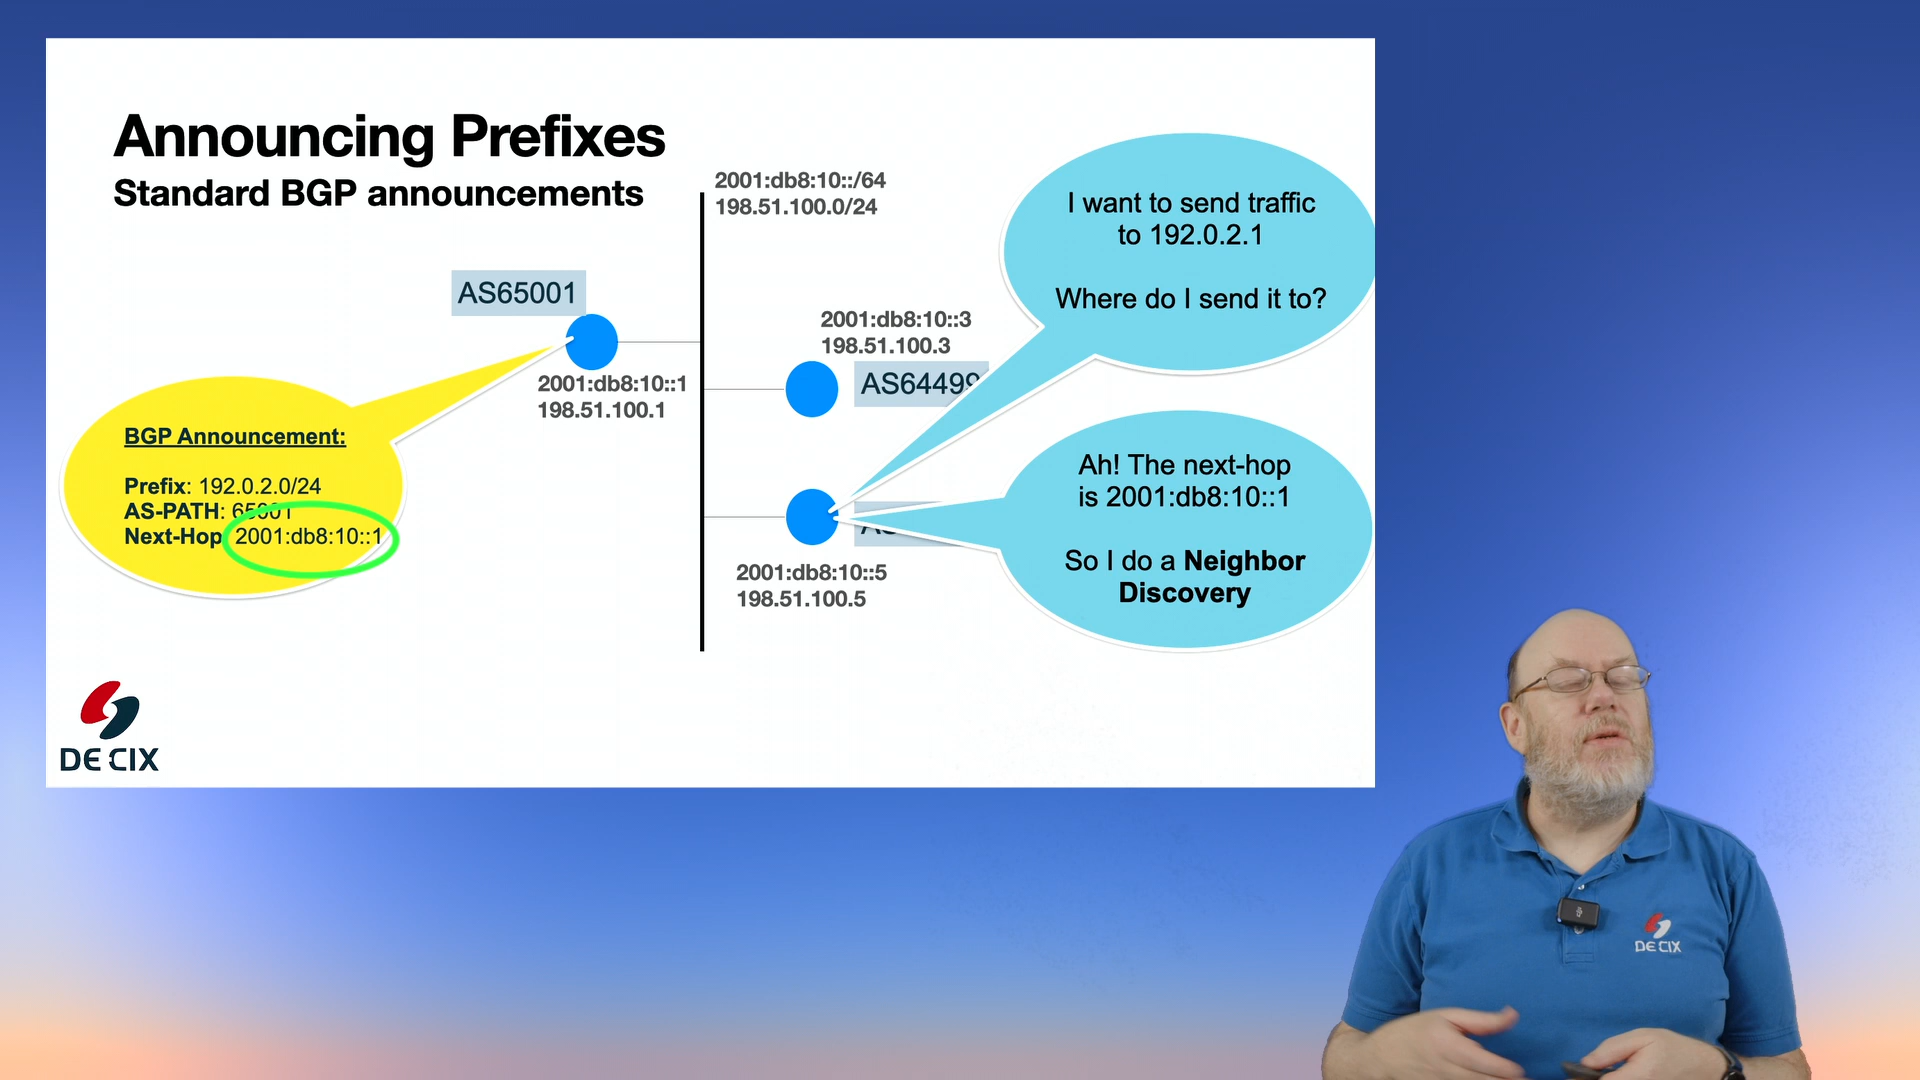 Announcing Prefixes
Standard BGP announcements
2001:db8:10::/64
198.51.100.0/24
AS65001
2001:db8:10::1
198.51.100.1
BGP Announcement:
Prefix: 192.0.2.0/24
AS-PATH: 65001
Next-Hop 2001:db8:10::1
2001:db8:10::3
198.51.100.3
AS64499
2001:db8:10::5
198.51.100.5
I want to send traffic
to 192.0.2.1
Where do I send it to?
Ah! The next-hop
is 2001:db8:10::1
So I do a Neighbor
Discovery
DE CIX
DE CIX